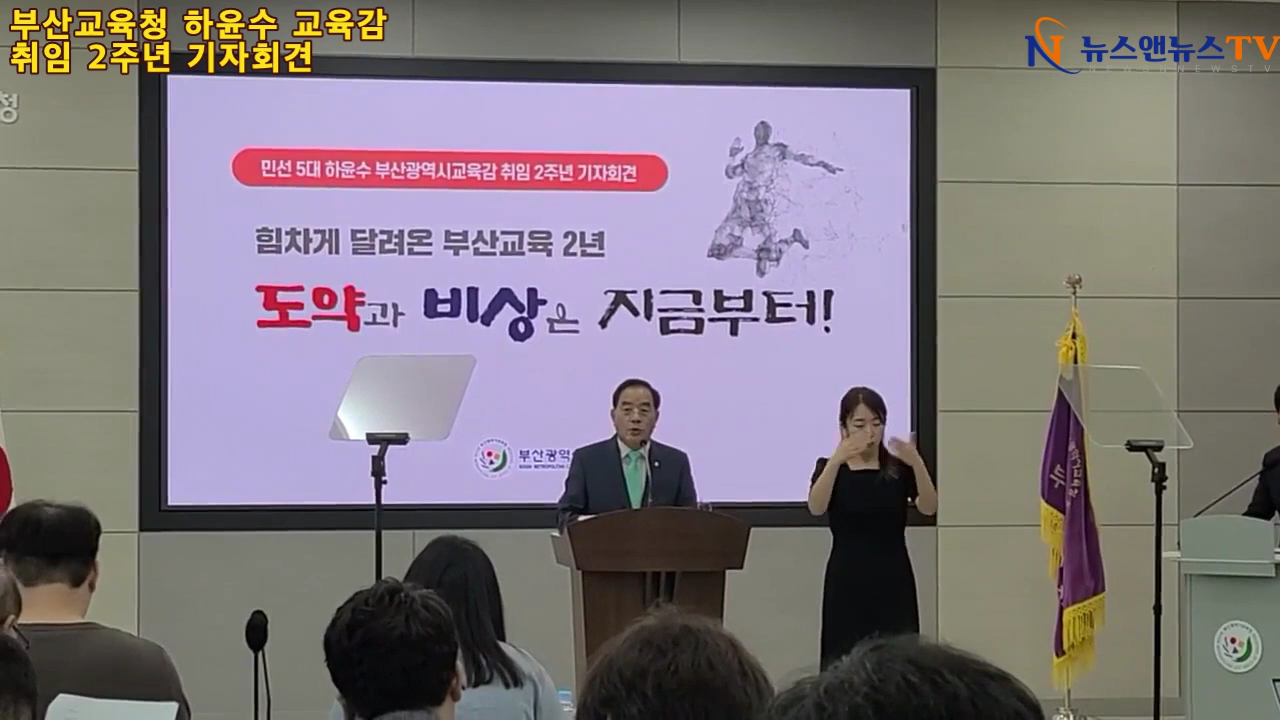 부산교육청 하윤수 교육감
취임 2주년 기자회견
뉴스앤뉴스TV
청
민선 5대 하윤수 부산광역시교육감 취임 2주년 기자회견
힘차게 달려온 부산교육 2년
도약과 비상은 지금부터!
부산광역
BUSAN METROPOLITAN